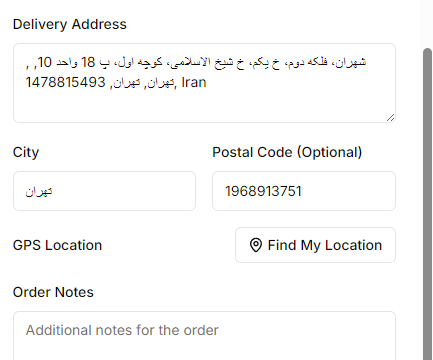 Delivery Address
شهران، فلکه دوم، خ یکم، خ شیخ الاسلامی، کوچه اول، پ 18 واحد 10, ,
تهران, تهران, 1478815493, Iran
City
Postal Code (Optional)
تهران
1968913751
GPS Location
Find My Location
Order Notes
Additional notes for the order